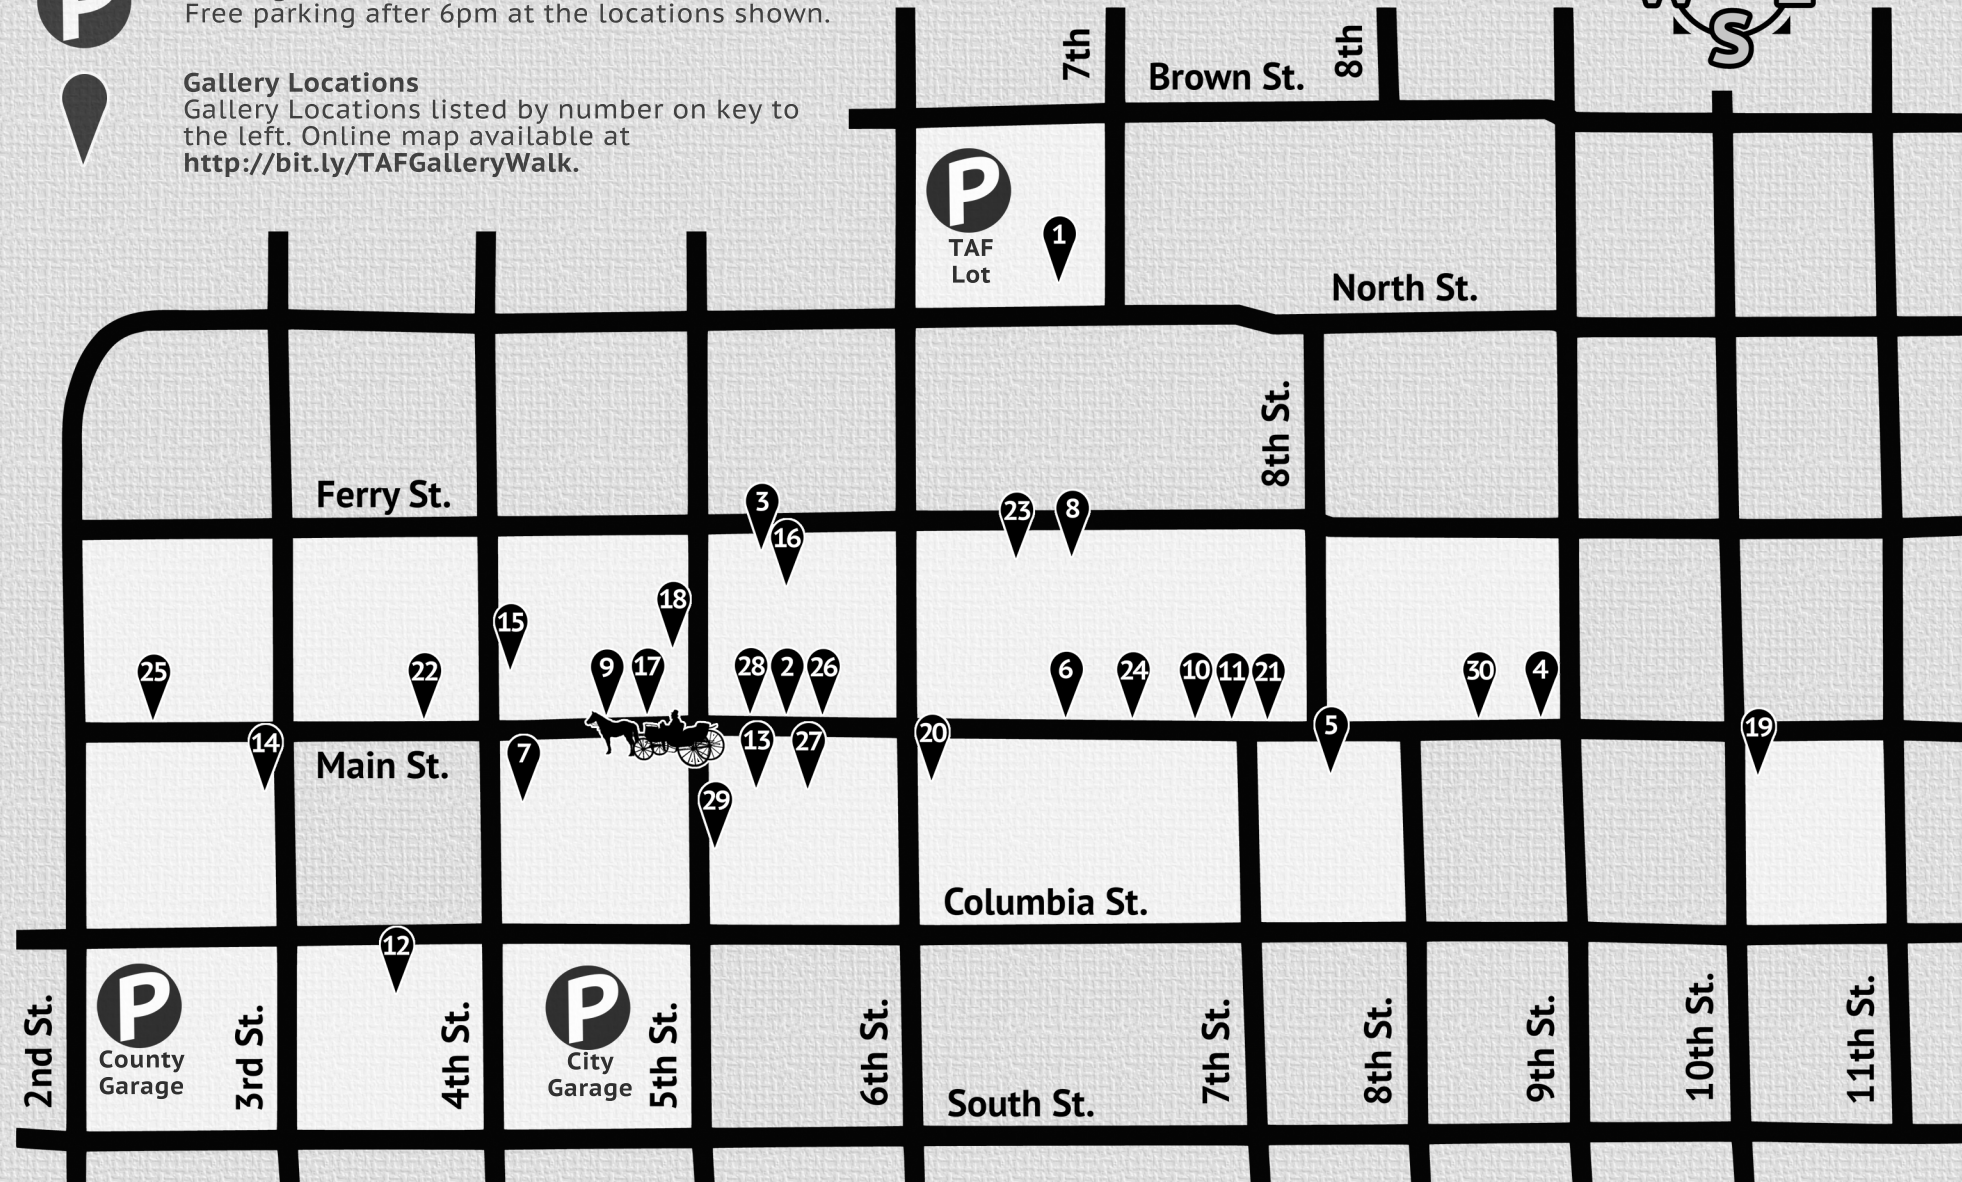 Free parking after 6pm at the locations shown.
P
Gallery Locations
Gallery Locations listed by number on key to
the left. Online map available at
http://bit.ly/TAFGalleryWalk.
S
7th
8th
Brown St.
P
TAF
Lot
1
North St.
8th St.
Ferry St.
3
16
23
8
18
15
25
22
9
17
28
2
26
6
24
10
11
21
30
4
14
Main St.
7
13
27
20
5
19
29
Columbia St.
12
P
County
Garage
P
City
Garage
2nd St.
3rd St.
4th St.
5th St.
6th St.
7th St.
8th St.
9th St.
10th St.
11th St.
South St.